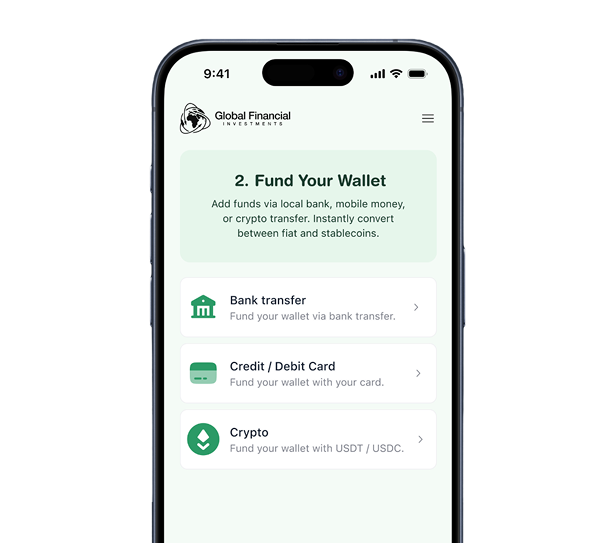 9:41
Global Financial
INVESTMENTS
2. Fund Your Wallet
Add funds via local bank, mobile money,
or crypto transfer. Instantly convert
between fiat and stablecoins.
Bank transfer
Fund your wallet via bank transfer.
Credit / Debit Card
Fund your wallet with your card.
Crypto
Fund your wallet with USDT / USDC.